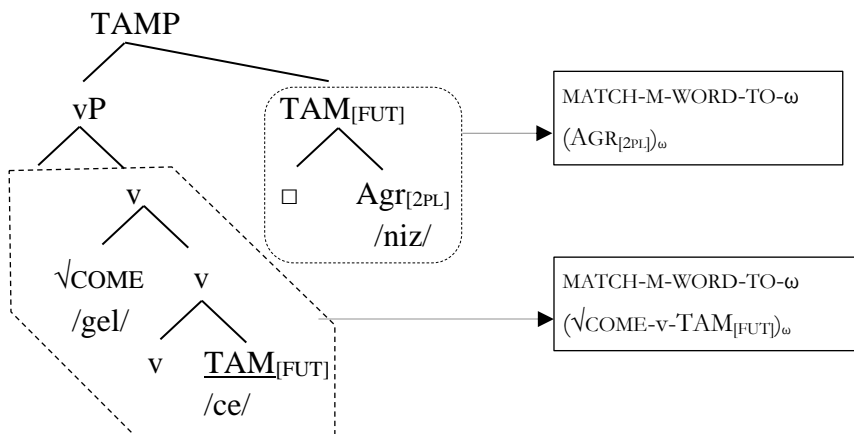 TAMP
vP
TAM[FUT]
MATCH-M-WORD-TO-ω
(AGR[2PL])ω
v
□
Agr[2PL]
/niz/
√COME
v
/gel/
MATCH-M-WORD-TO-ω
(√COME-v-TAM[FUT])ω
v
TAM[FUT]
/ce/